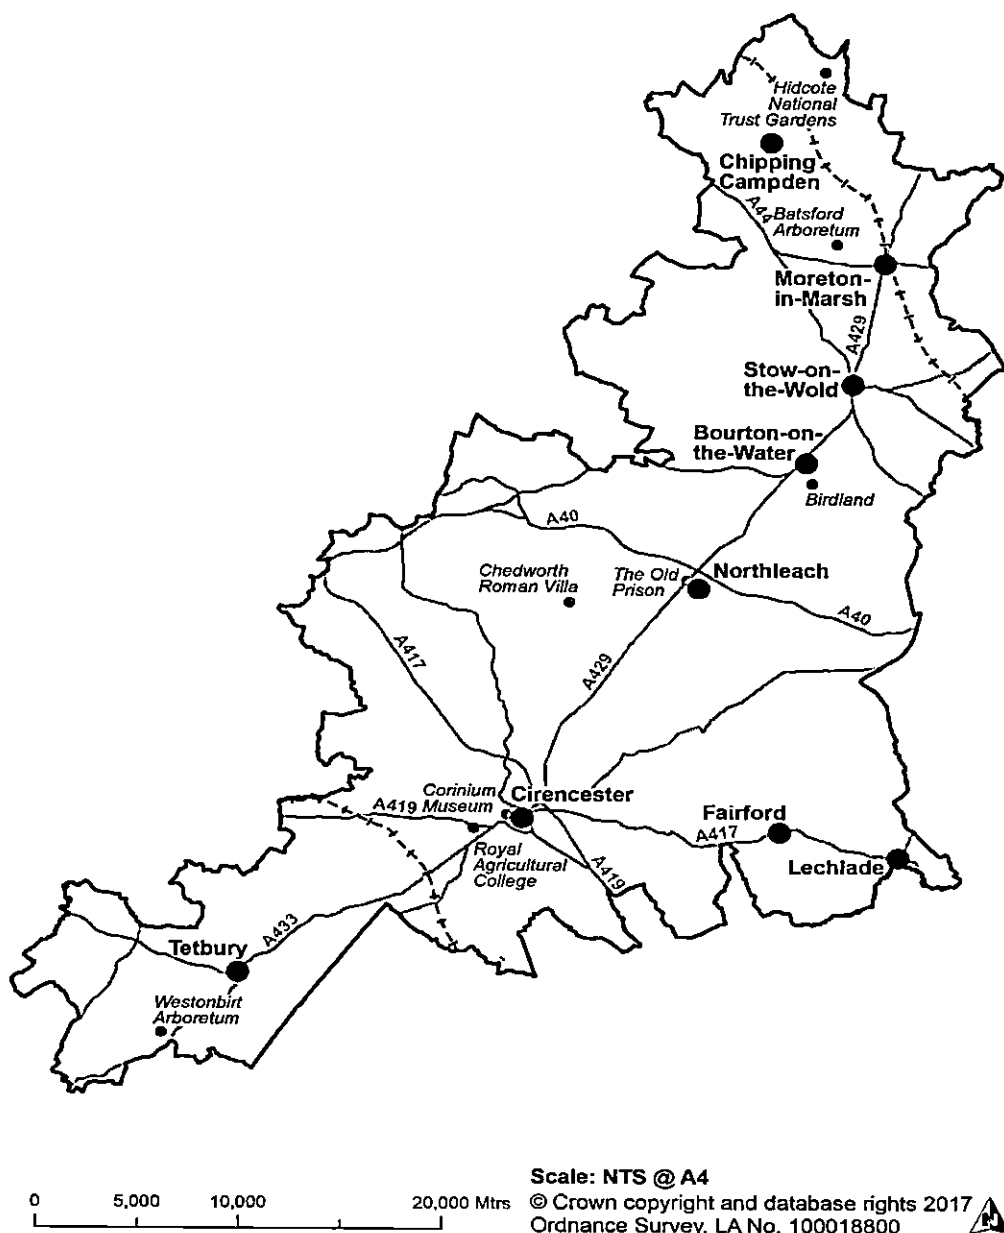 Hidcote
National
Trust Gardens
Chipping
Campden
A44
Batsford
Arboretum
Moreton-
in-Marsh
A429
Stow-on-
the-Wold
Bourton-on-
the-Water
Birdland
A40
Chedworth
Roman Villa
The Old
Prison
Northleach
A40
A417
A429
Corinium
Museum
Cirencester
A419
Royal
Agricultural
College
A419
Fairford
A417
Lechlade
A433
Tetbury
Westonbirt
Arboretum
0 5,000 10,000 20,000 Mtrs
Scale: NTS @ A4
© Crown copyright and database rights 2017
Ordnance Survey, LA No. 100018800
N